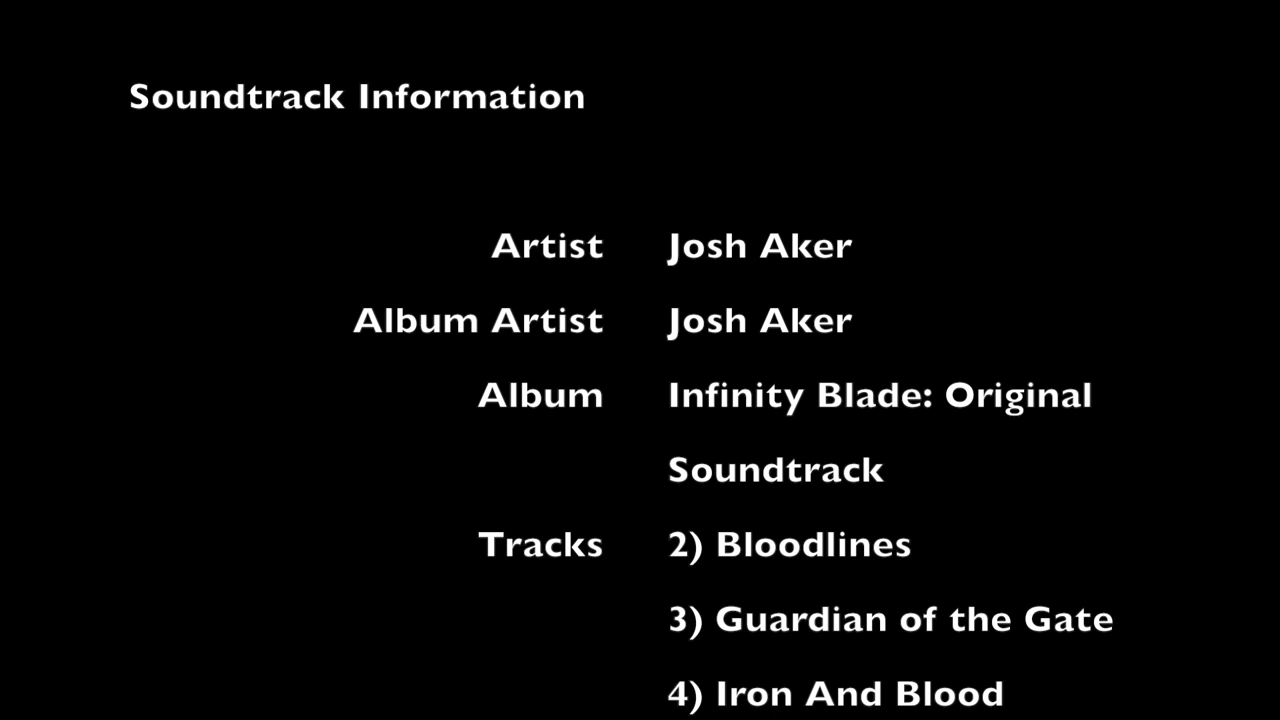 Soundtrack Information
Artist Josh Aker
Album Artist Josh Aker
Album Infinity Blade: Original
Soundtrack
Tracks 2) Bloodlines
3) Guardian of the Gate
4) Iron And Blood